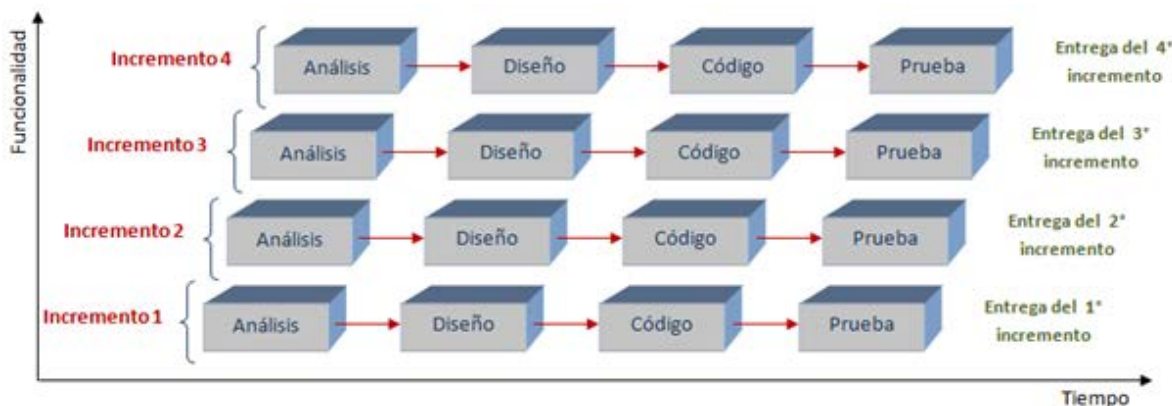 Funcionalidad
Incremento 4
Análisis
Diseño
Código
Prueba
Entrega del 4°
incremento
Incremento 3
Análisis
Diseño
Código
Prueba
Entrega del 3°
incremento
Incremento 2
Análisis
Diseño
Código
Prueba
Entrega del 2°
incremento
Incremento 1
Análisis
Diseño
Código
Prueba
Entrega del 1°
incremento
Tiempo